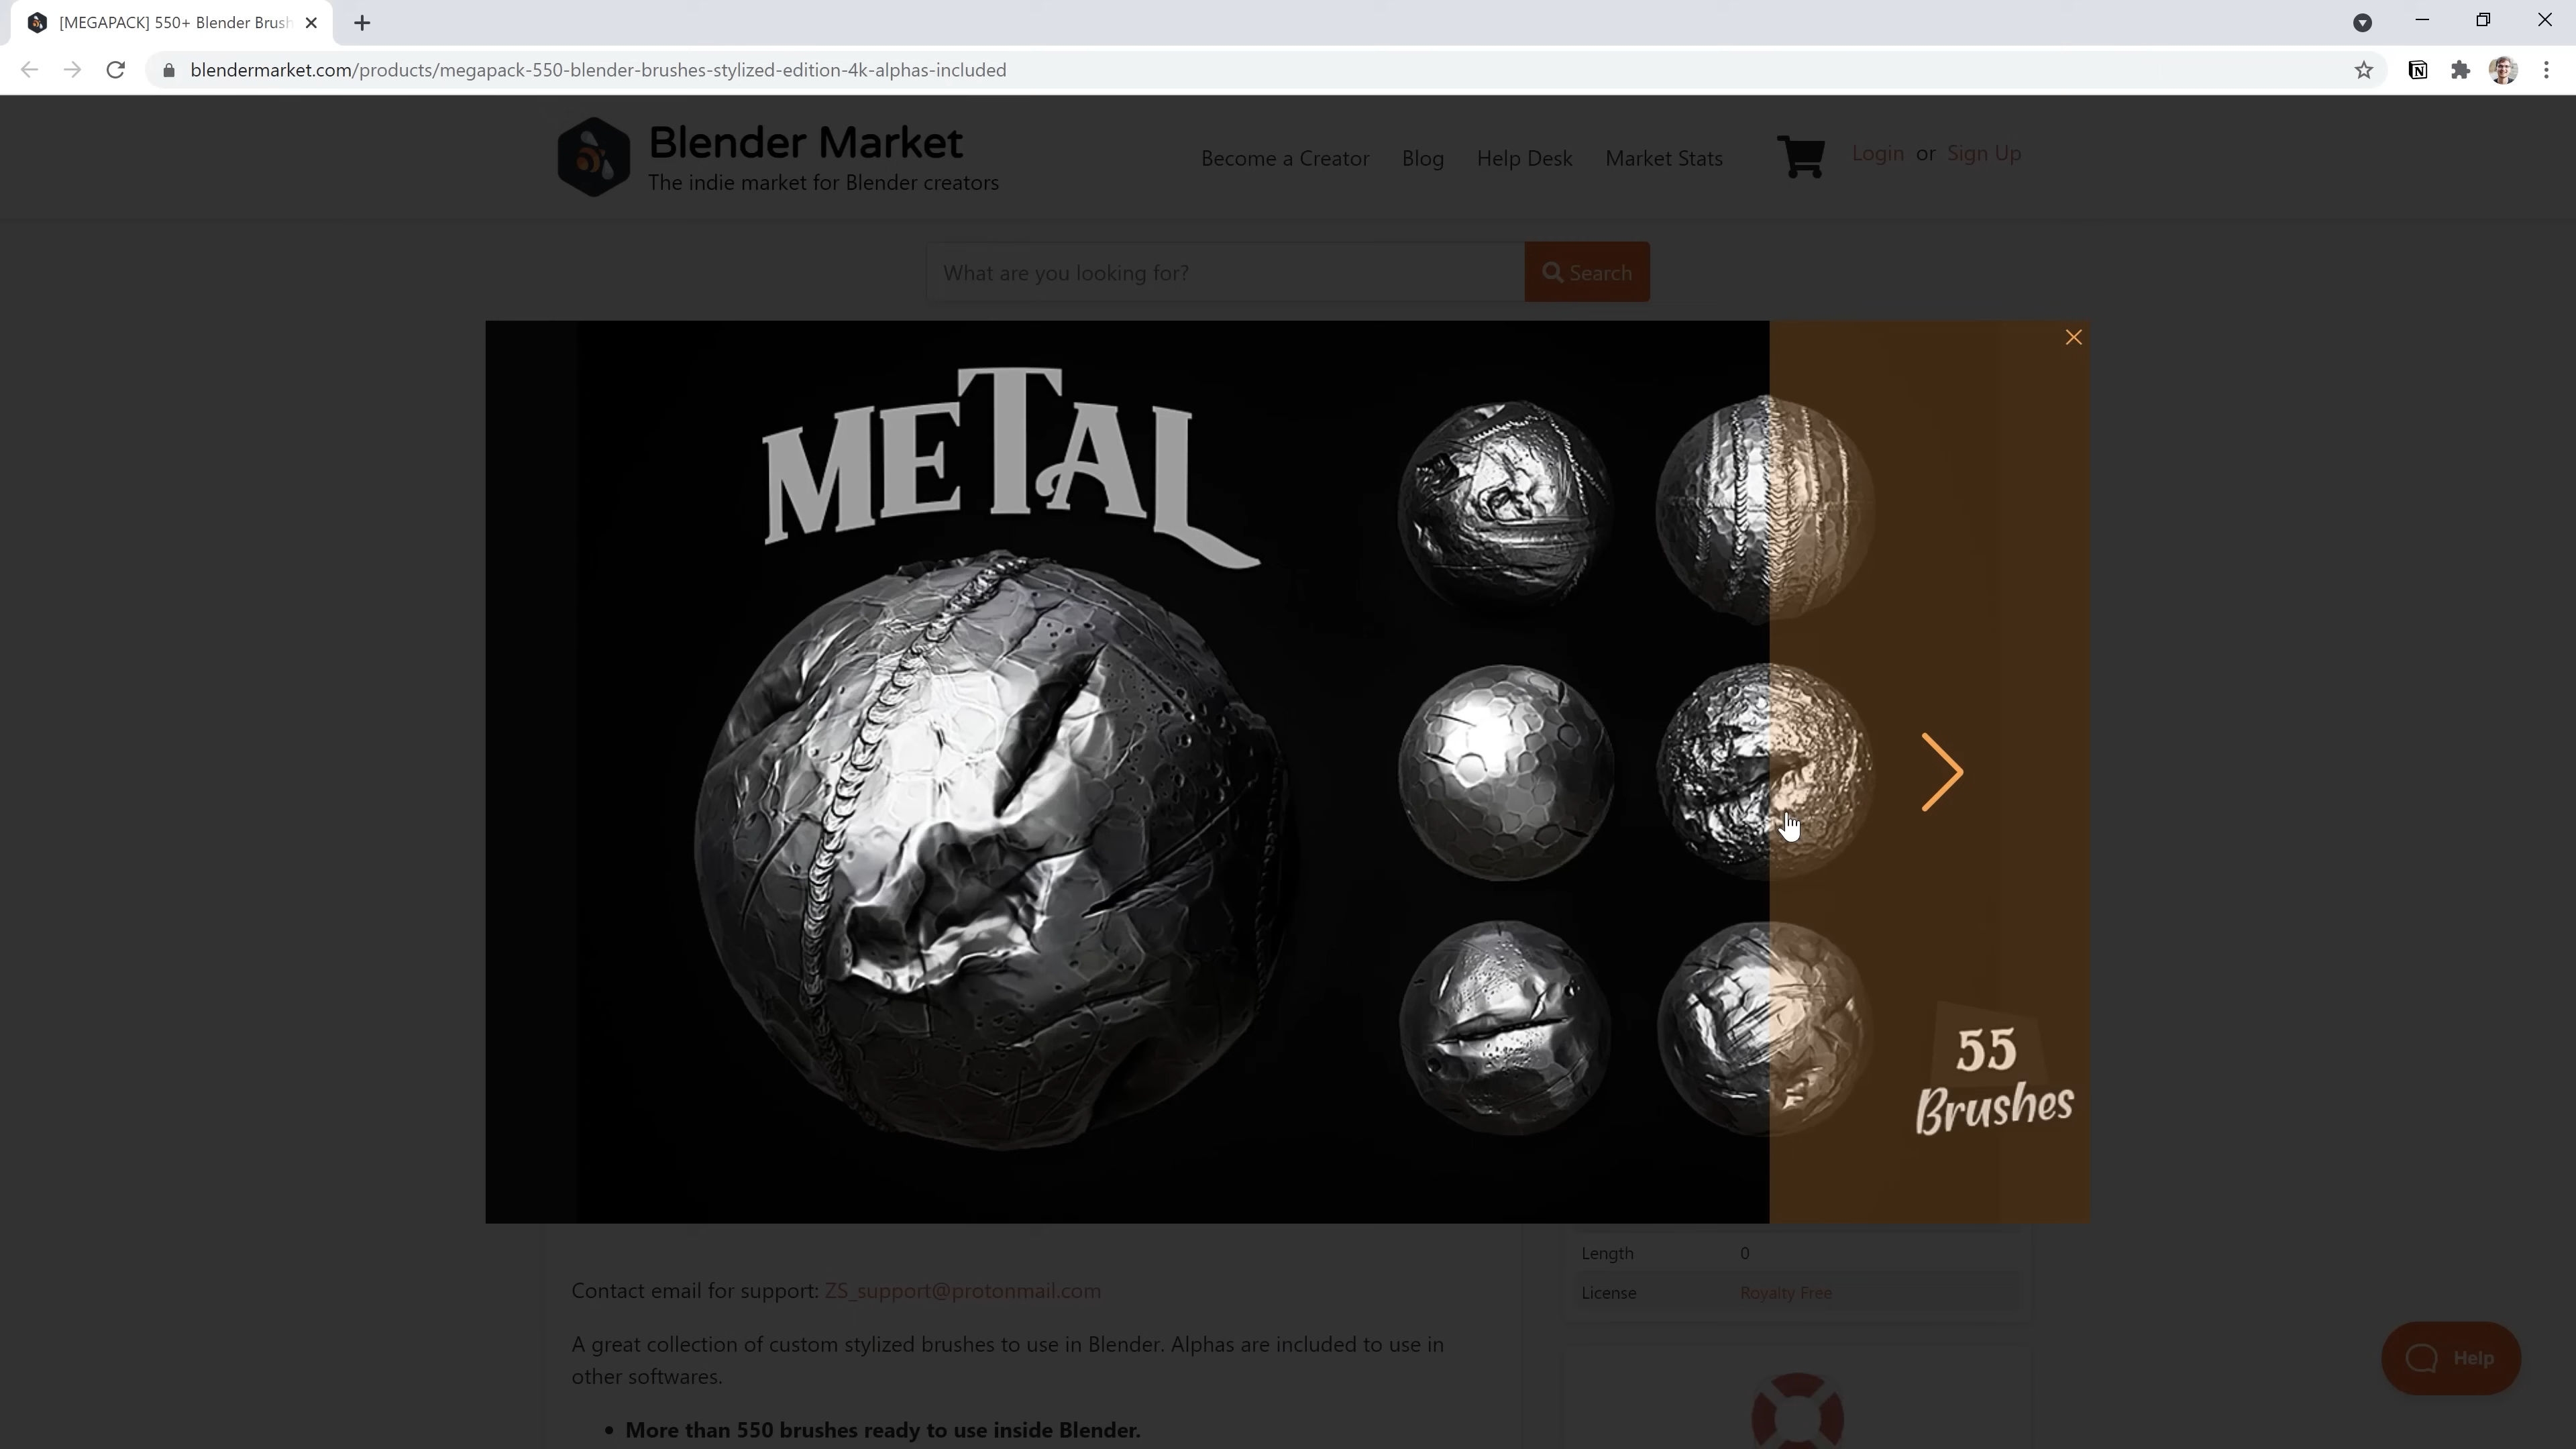 [MEGAPACK] 550+ Blender Brush
blendermarket.com/products/megapack-550-blender-brushes-stylized-edition-4k-alphas-included
Blender Market
The indie market for Blender creators
Become a Creator
Blog
Help Desk
Market Stats
Login or Sign Up
What are you looking for?
Search
METAL
55
Brushes
Length 0
License Royalty Free
Contact email for support: ZS_support@protonmail.com
A great collection of custom stylized brushes to use in Blender. Alphas are included to use in
other softwares.
• More than 550 brushes ready to use inside Blender.
Help